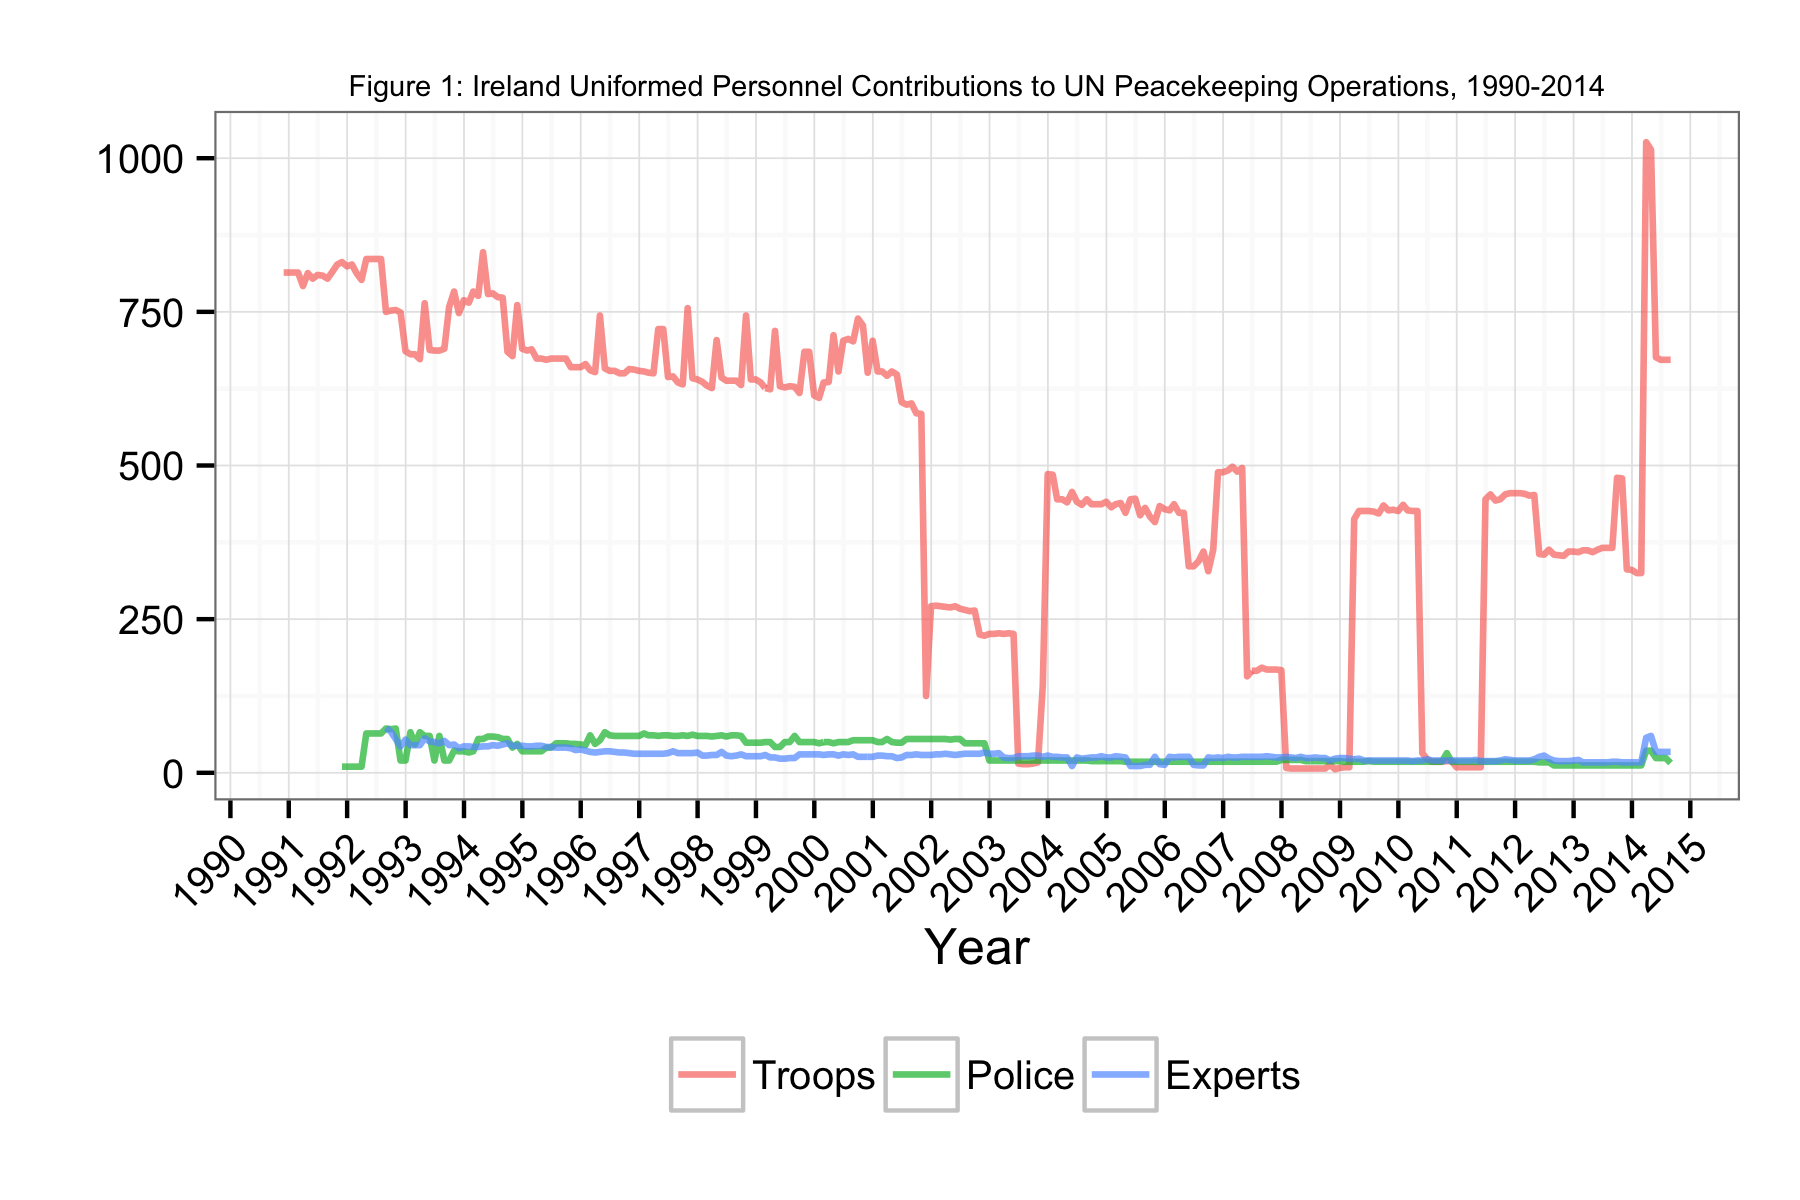 Figure 1: Ireland Uniformed Personnel Contributions to UN Peacekeeping Operations, 1990-2014
1000
750
500
250
0
1990 1991 1992 1993 1994 1995 1996 1997 1998 1999 2000 2001 2002 2003 2004 2005 2006 2007 2008 2009 2010 2011 2012 2013 2014 2015
Year
Troops Police Experts